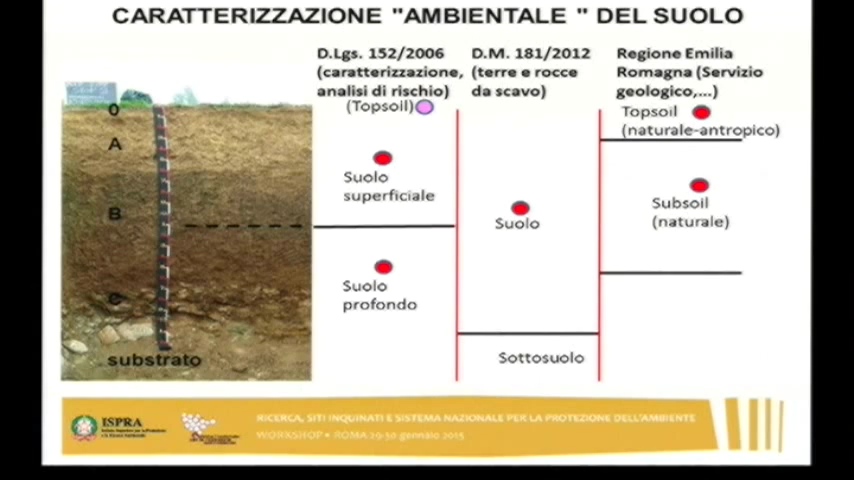 CARATTERIZZAZIONE "AMBIENTALE " DEL SUOLO
D.Lgs. 152/2006
(caratterizzazione,
analisi di rischio)
(Topsoil)
D.M. 181/2012
(terre e rocce
da scavo)
Regione Emilia
Romagna (Servizio
geologico,...)
Topsoil
(naturale-antropico)
0
A
B
C
substrato
Suolo
superficiale
Suolo
profondo
Suolo
Sottosuolo
Subsoil
(naturale)
ISPRA
RICERCA, SITI INQUINATI E SISTEMA NAZIONALE PER LA PROTEZIONE DELL'AMBIENTE
WORKSHOP • ROMA 29-30 gennaio 2015